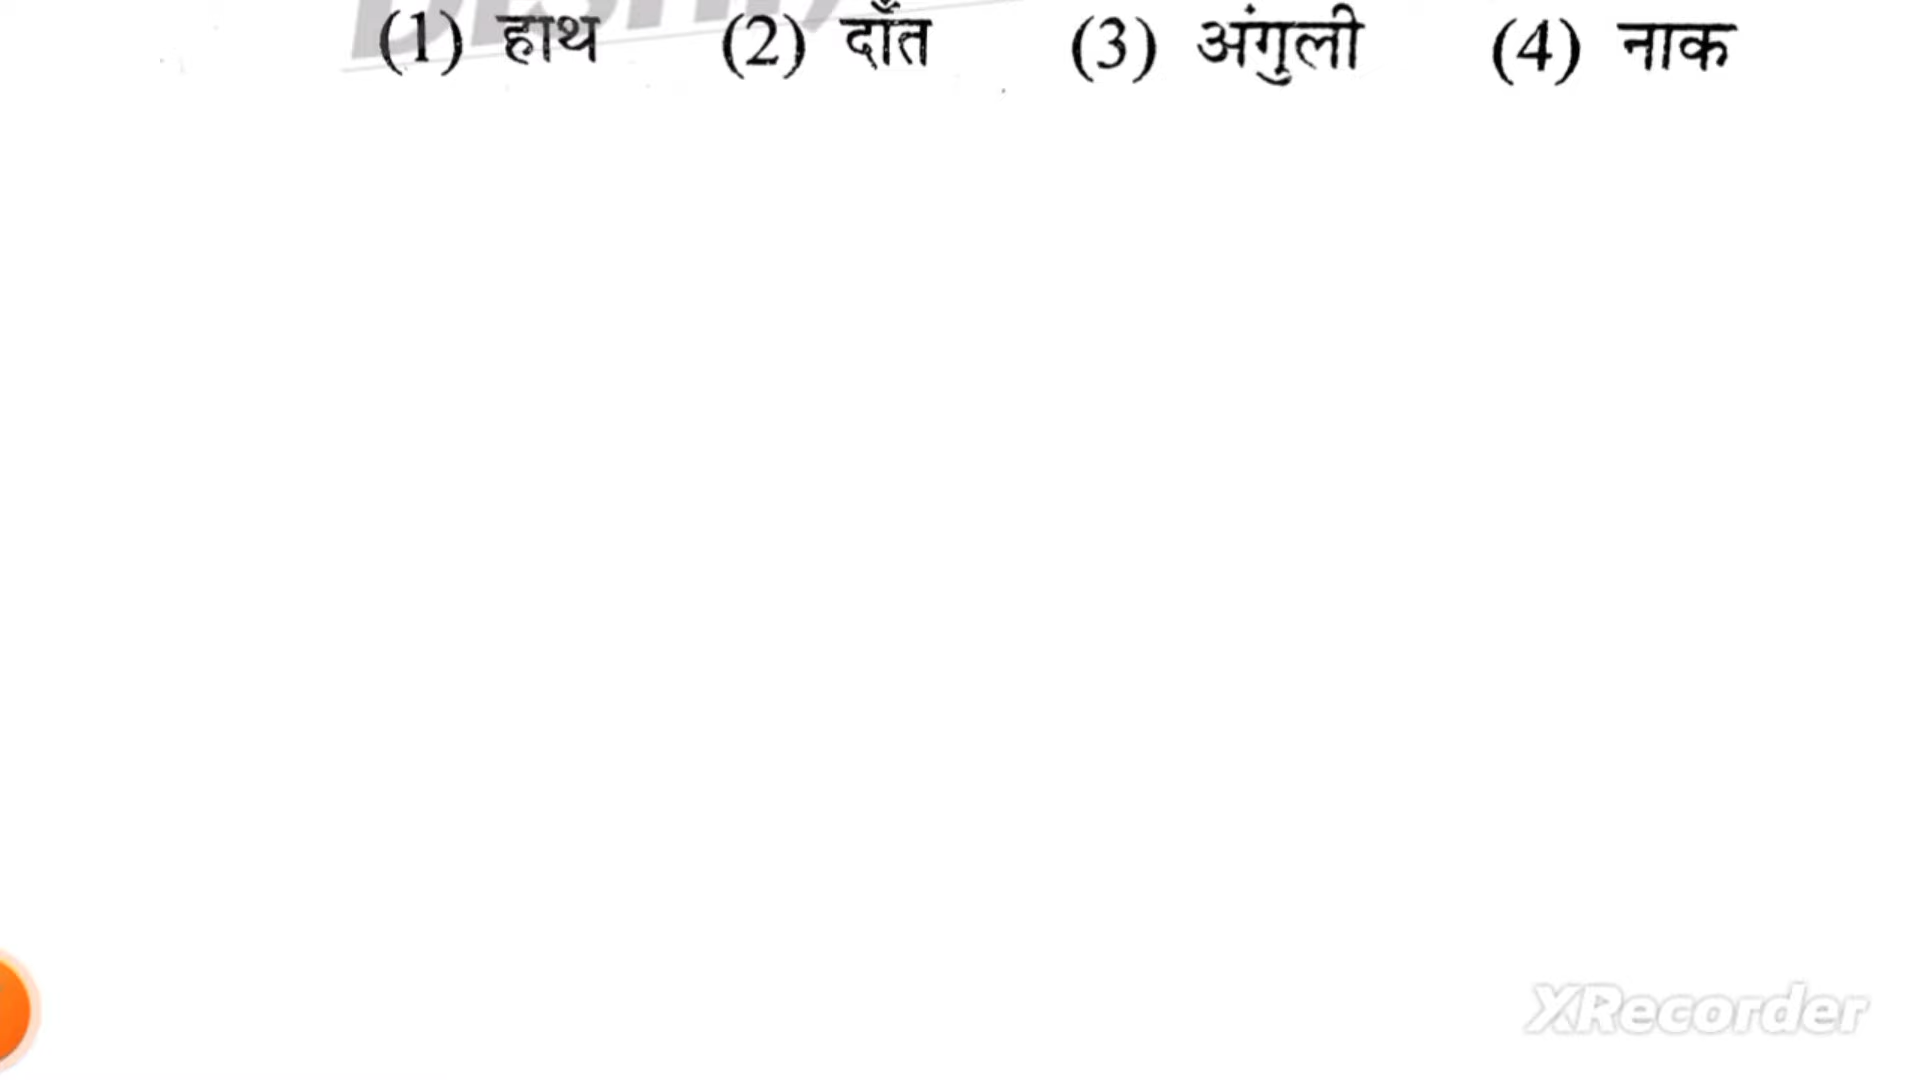 (1) हाथ (2) दाँत (3) अंगुली (4) नाक
XRecorder